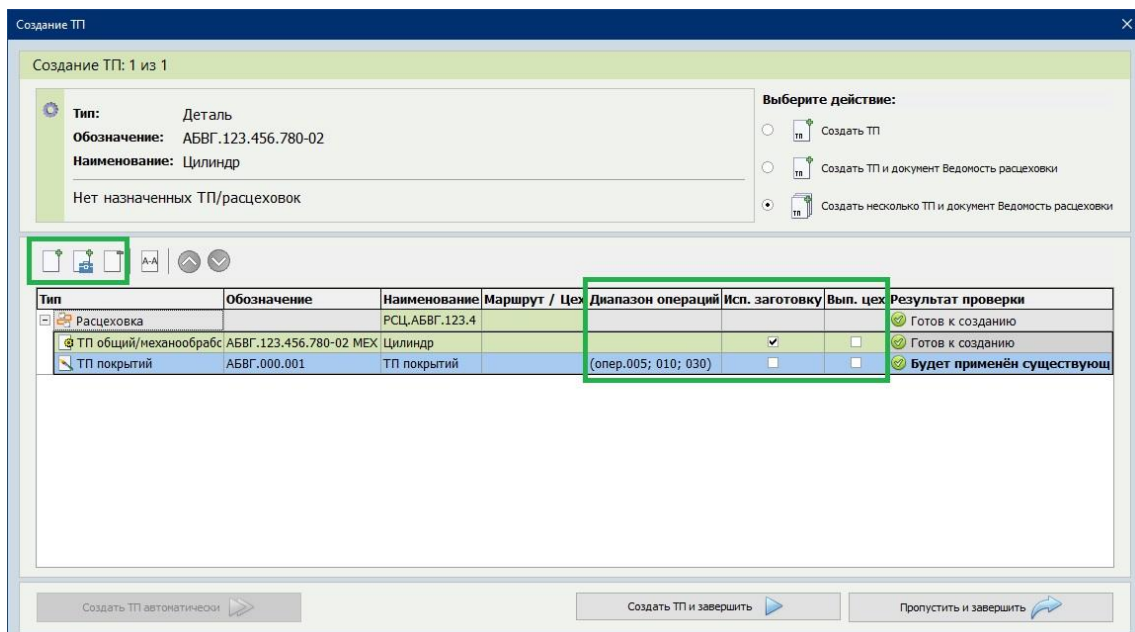 Создание ТП
Создание ТП: 1 из 1
Тип: Деталь
Обозначение: АБВГ.123.456.780-02
Наименование: Цилиндр
Нет назначенных ТП/расцеховок
Выберите действие:
Создать ТП
Создать ТП и документ Ведомость расцеховки
Создать несколько ТП и документ Ведомость расцеховки
A-A
Тип Обозначение Наименование Маршрут / Цех Диапазон операций Исп. заготовку Вып. цех Результат проверки
Расцеховка РСЦ.АБВГ.123.4 Готов к созданию
ТП общий/механообрабс АБВГ.123.456.780-02 МЕХ Цилиндр Готов к созданию
ТП покрытий АБВГ.000.001 ТП покрытий (опер.005; 010; 030) Будет применён существующ
Создать ТП автоматически Создать ТП и завершить Пропустить и завершить